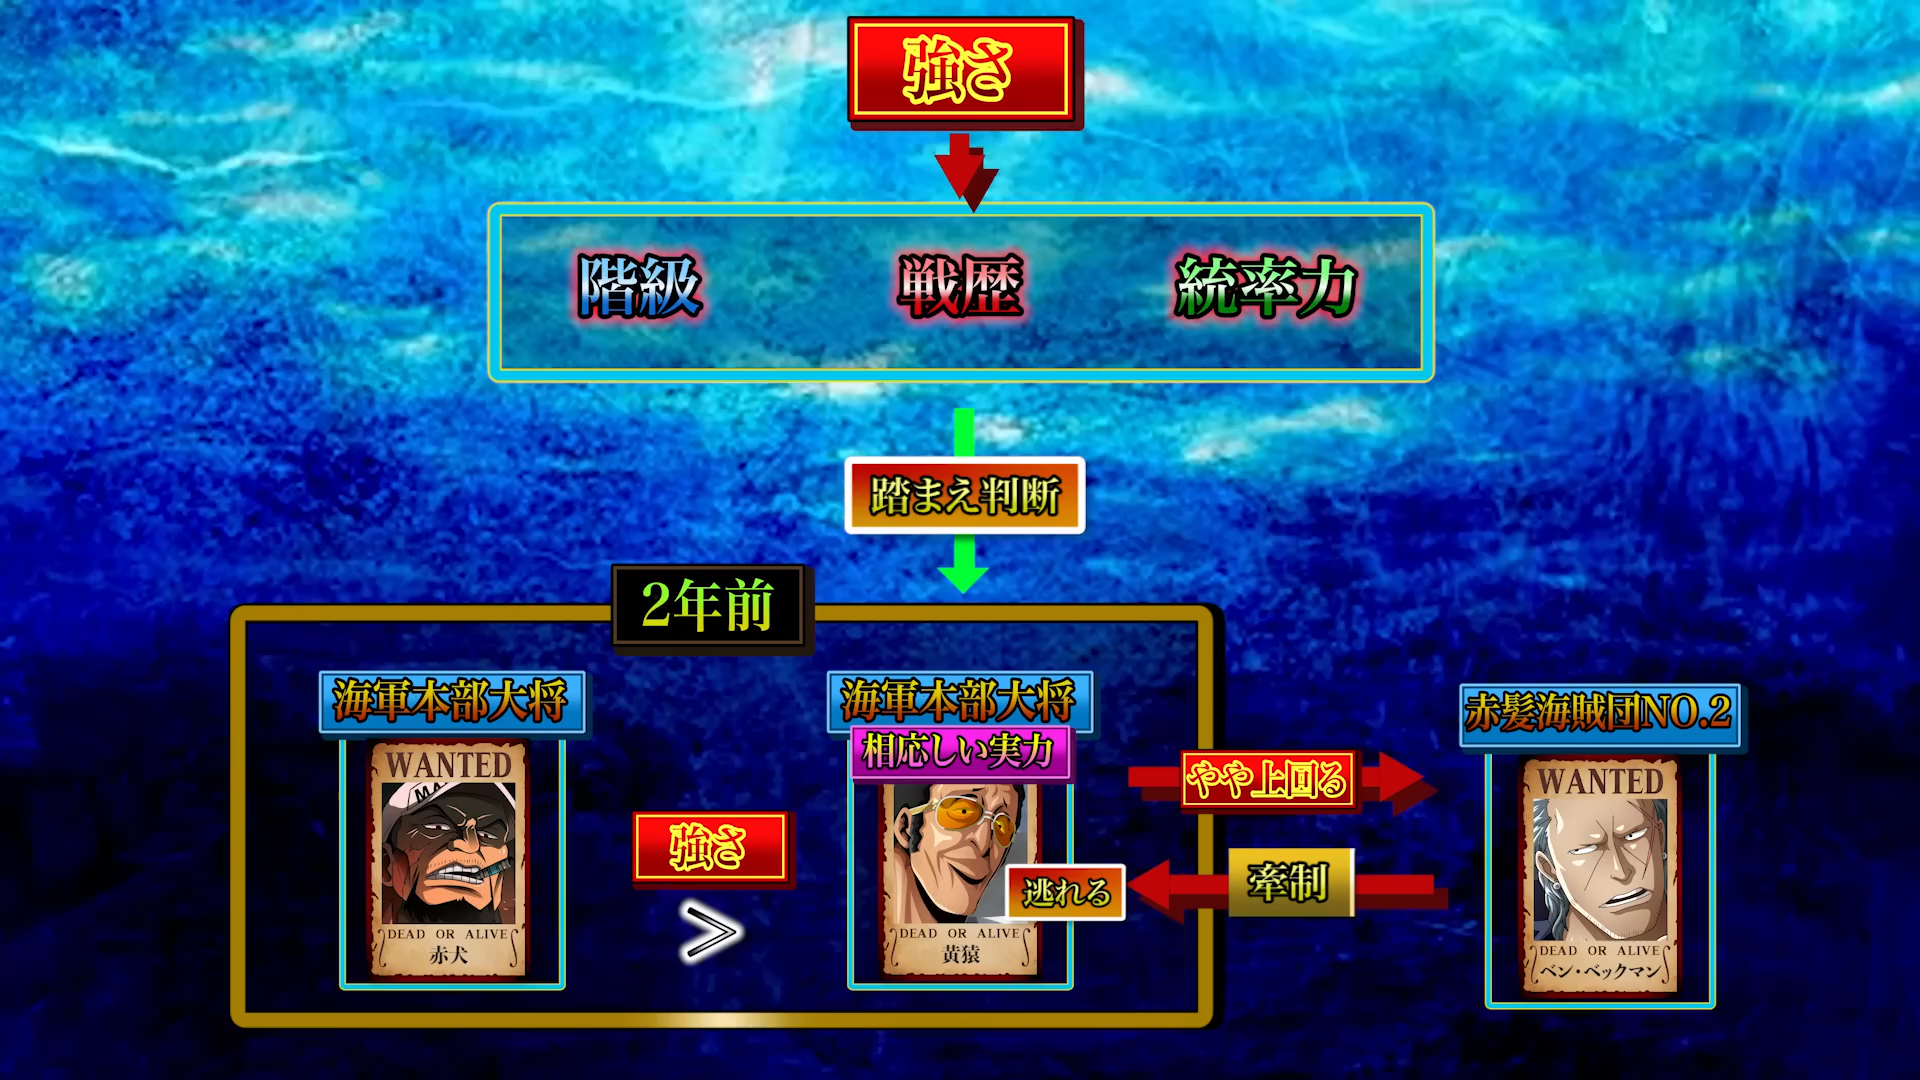 強さ
階級 戦歴 統率力
踏まえ判断
2年前
海軍本部大将
WANTED
MA
DEAD OR ALIVE
赤犬
強さ
>
海軍本部大将
相応しい実力
逃れる
DEAD OR ALIVE
黄猿
やや上回る
牽制
赤髪海賊団NO.2
WANTED
DEAD OR ALIVE
ベン・ベックマン